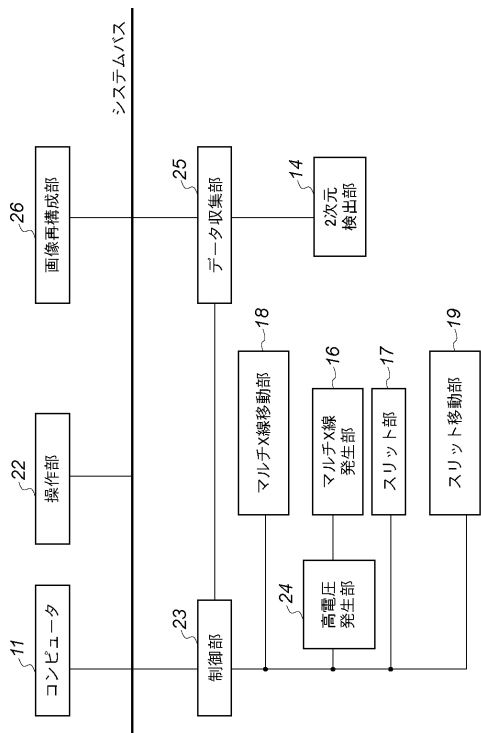 11
コンピュータ
22
操作部
26
画像再構成部
システムバス
23
制御部
25
データ収集部
18
マルチX線移動部
24
高電圧
発生部
16
マルチX線
発生部
14
2次元
検出部
17
スリット部
19
スリット移動部